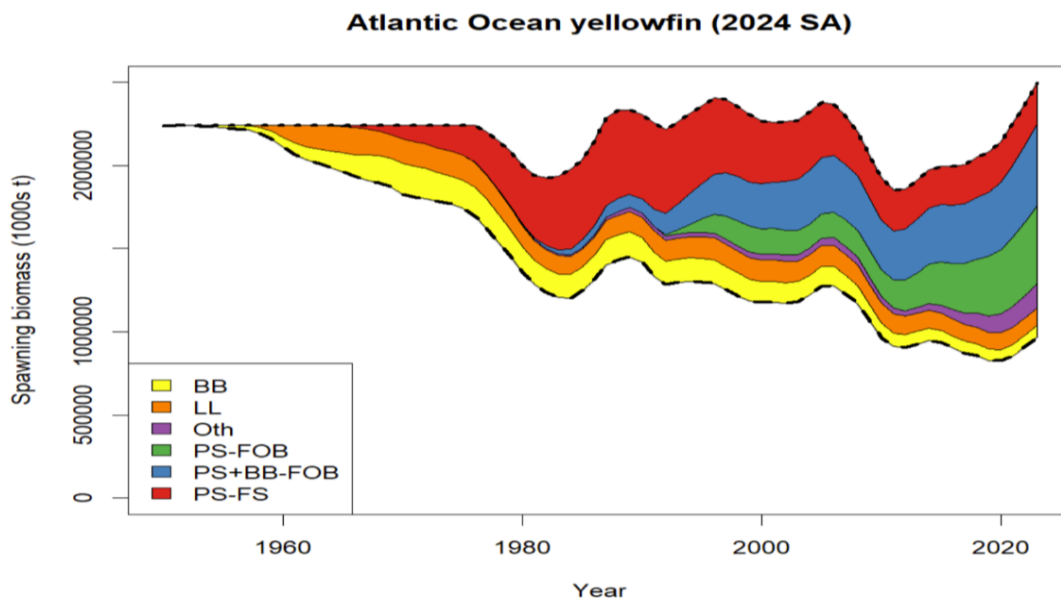 Atlantic Ocean yellowfin (2024 SA)
Spawning biomass (1000s t)
2000000
1000000
500000
0
BB
LL
Oth
PS-FOB
PS+BB-FOB
PS-FS
1960
1980
2000
2020
Year